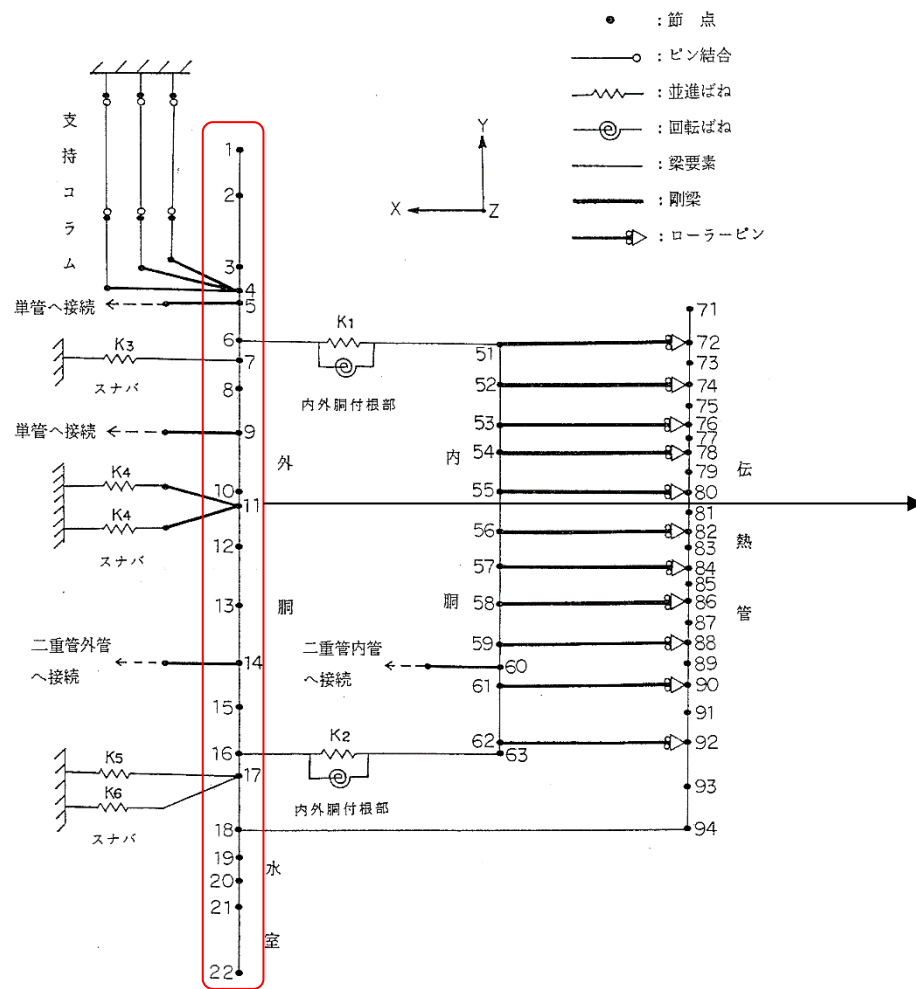 ：節 点
：ピン結合
：並進ばね
：回転ばね
：梁要素
：剛梁
：ローラーピン
支持コラム
Y
X
Z
1
2
3
4
5
単管へ接続
6
K3
7
スナバ
8
単管へ接続
9
K4
10
11
K4
スナバ
12
13
二重管外管
へ接続
14
15
16
K5
17
K6
スナバ
18
19
20
21
22
外胴
水室
K1
内外胴付根部
K2
内外胴付根部
内胴
二重管内管
へ接続
51
52
53
54
55
56
57
58
59
60
61
62
63
伝熱管
71
72
73
74
75
76
77
78
79
80
81
82
83
84
85
86
87
88
89
90
91
92
93
94